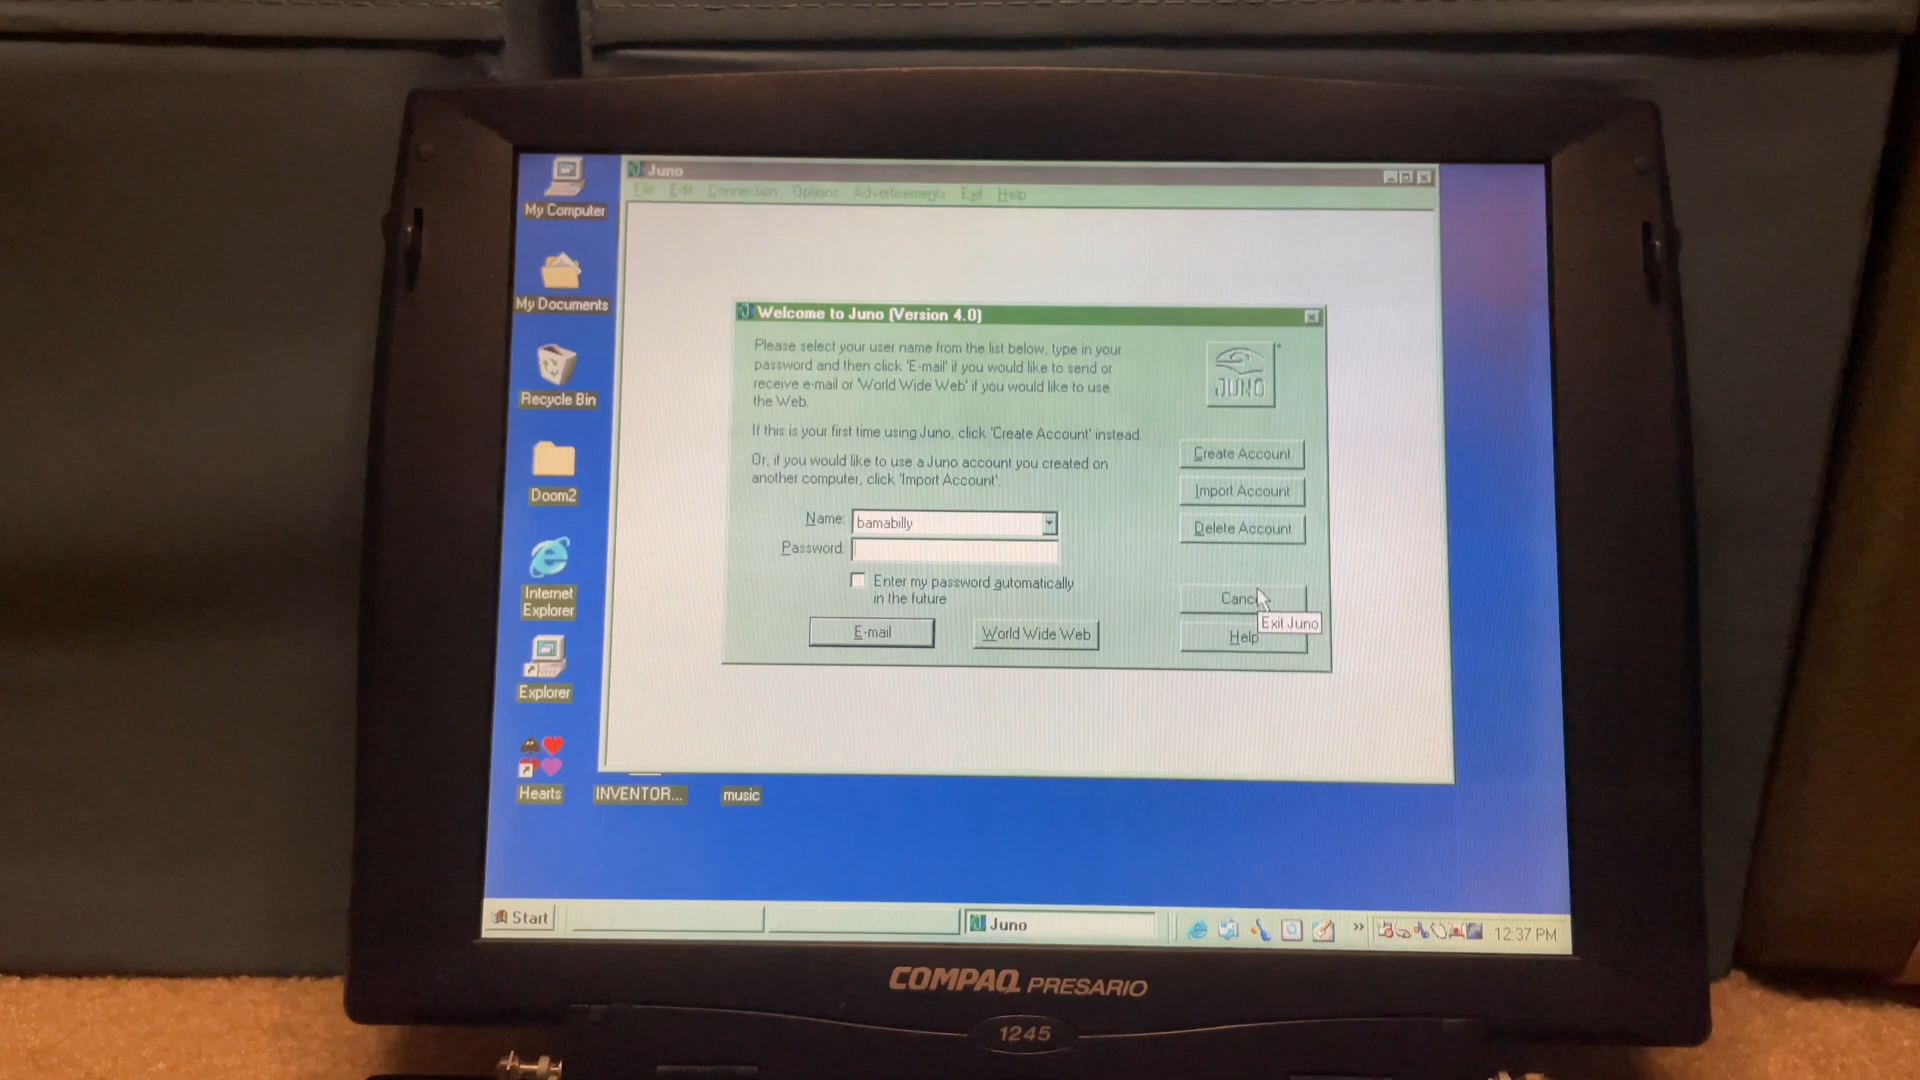 My Computer
My Documents
Recycle Bin
Doom2
Internet
Explorer
Explorer
Hearts
INVENTOR...
music
Juno
File Edit Connection Options Advertisements Exit Help
Welcome to Juno (Version 4.0)
Please select your user name from the list below, type in your
password and then click 'E-mail' if you would like to send or
receive e-mail or 'World Wide Web' if you would like to use
the Web.
If this is your first time using Juno, click 'Create Account' instead.
Or, if you would like to use a Juno account you created on
another computer, click 'Import Account'.
JUNO
Create Account
Import Account
Delete Account
Name: bamabilly
Password:
Enter my password automatically
in the future
E-mail
World Wide Web
Exit Juno
Help
Start
Juno
12:37 PM
COMPAQ PRESARIO
1245